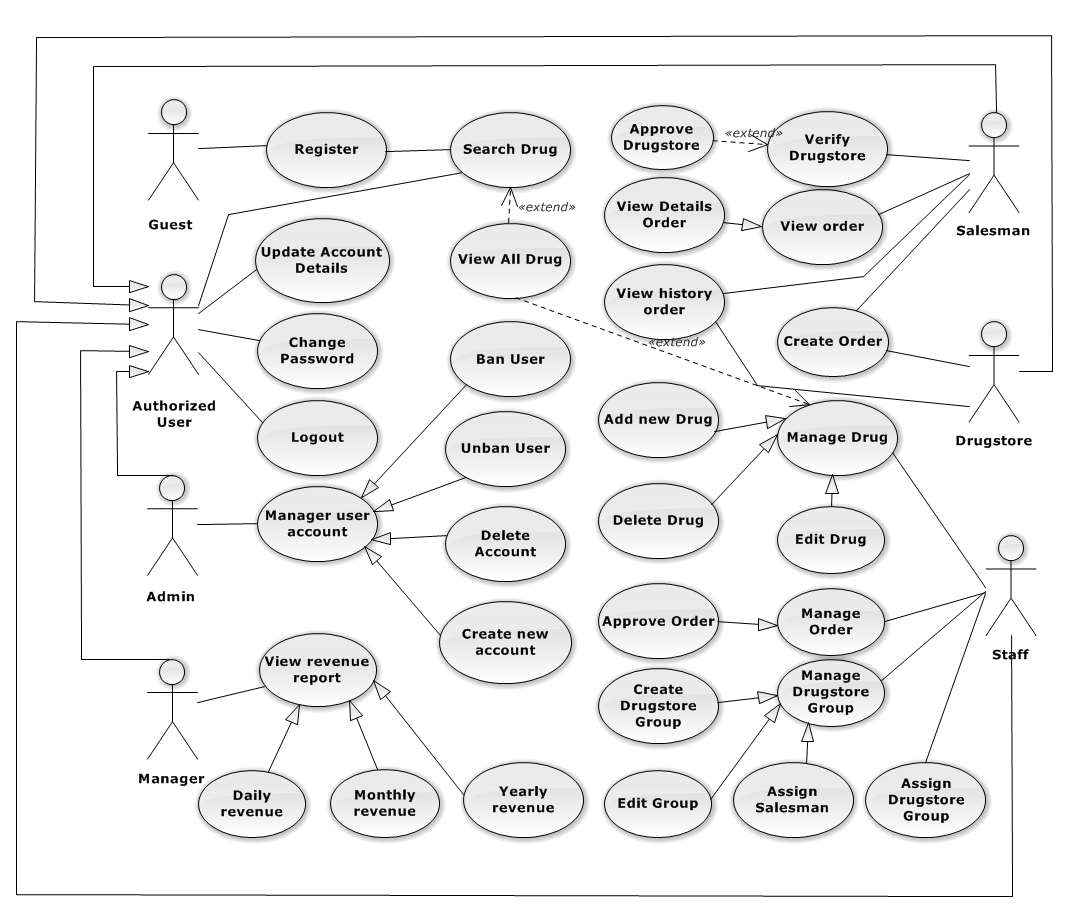 Guest
Register
Search Drug
«extend»
View All Drug
Approve
Drugstore
«extend»
Verify
Drugstore
View Details
Order
View order
Salesman
Update Account
Details
Change
Password
Logout
Authorized
User
View history
order
«extend»
Create Order
Drugstore
Ban User
Unban User
Manager user
account
Delete
Account
Create new
account
Admin
Add new Drug
Manage Drug
Delete Drug
Edit Drug
Approve Order
Manage
Order
Staff
View revenue
report
Manager
Daily
revenue
Monthly
revenue
Yearly
revenue
Create
Drugstore
Group
Manage
Drugstore
Group
Edit Group
Assign
Salesman
Assign
Drugstore
Group